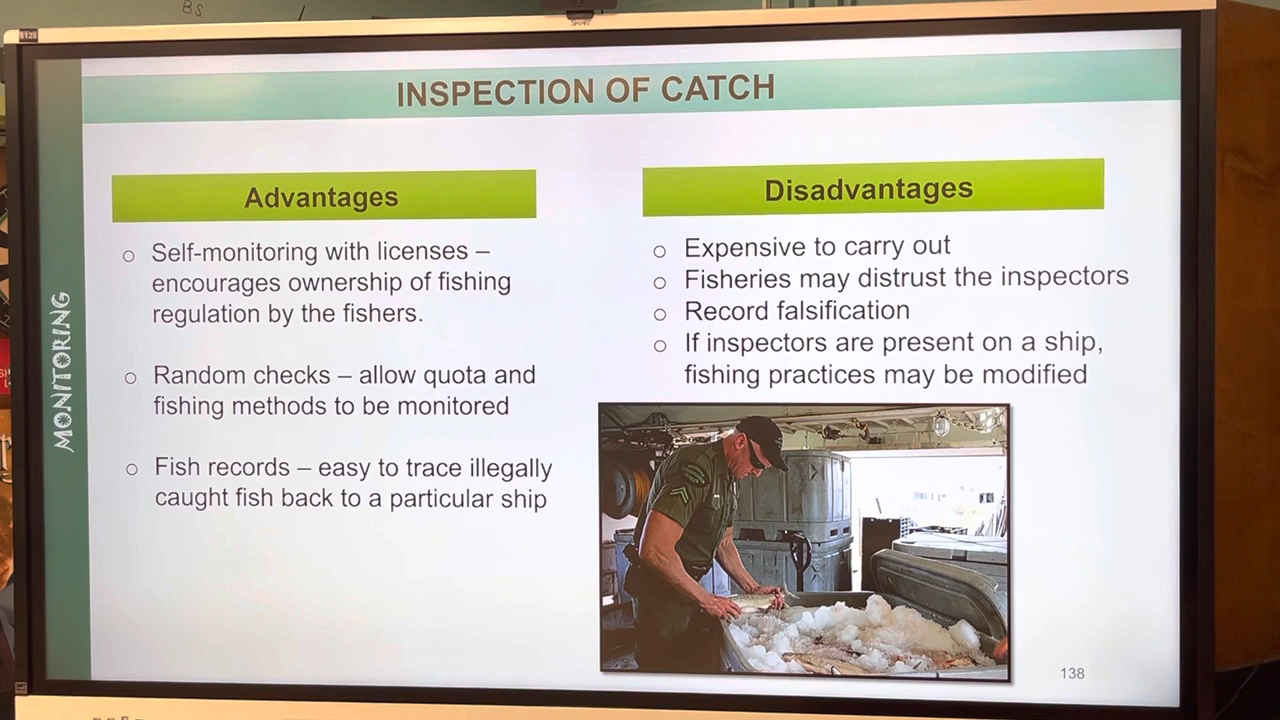 BS
S120
SMART
INSPECTION OF CATCH
MONITORING
Advantages
○ Self-monitoring with licenses –
encourages ownership of fishing
regulation by the fishers.
○ Random checks – allow quota and
fishing methods to be monitored
○ Fish records – easy to trace illegally
caught fish back to a particular ship
Disadvantages
○ Expensive to carry out
○ Fisheries may distrust the inspectors
○ Record falsification
○ If inspectors are present on a ship,
fishing practices may be modified
138